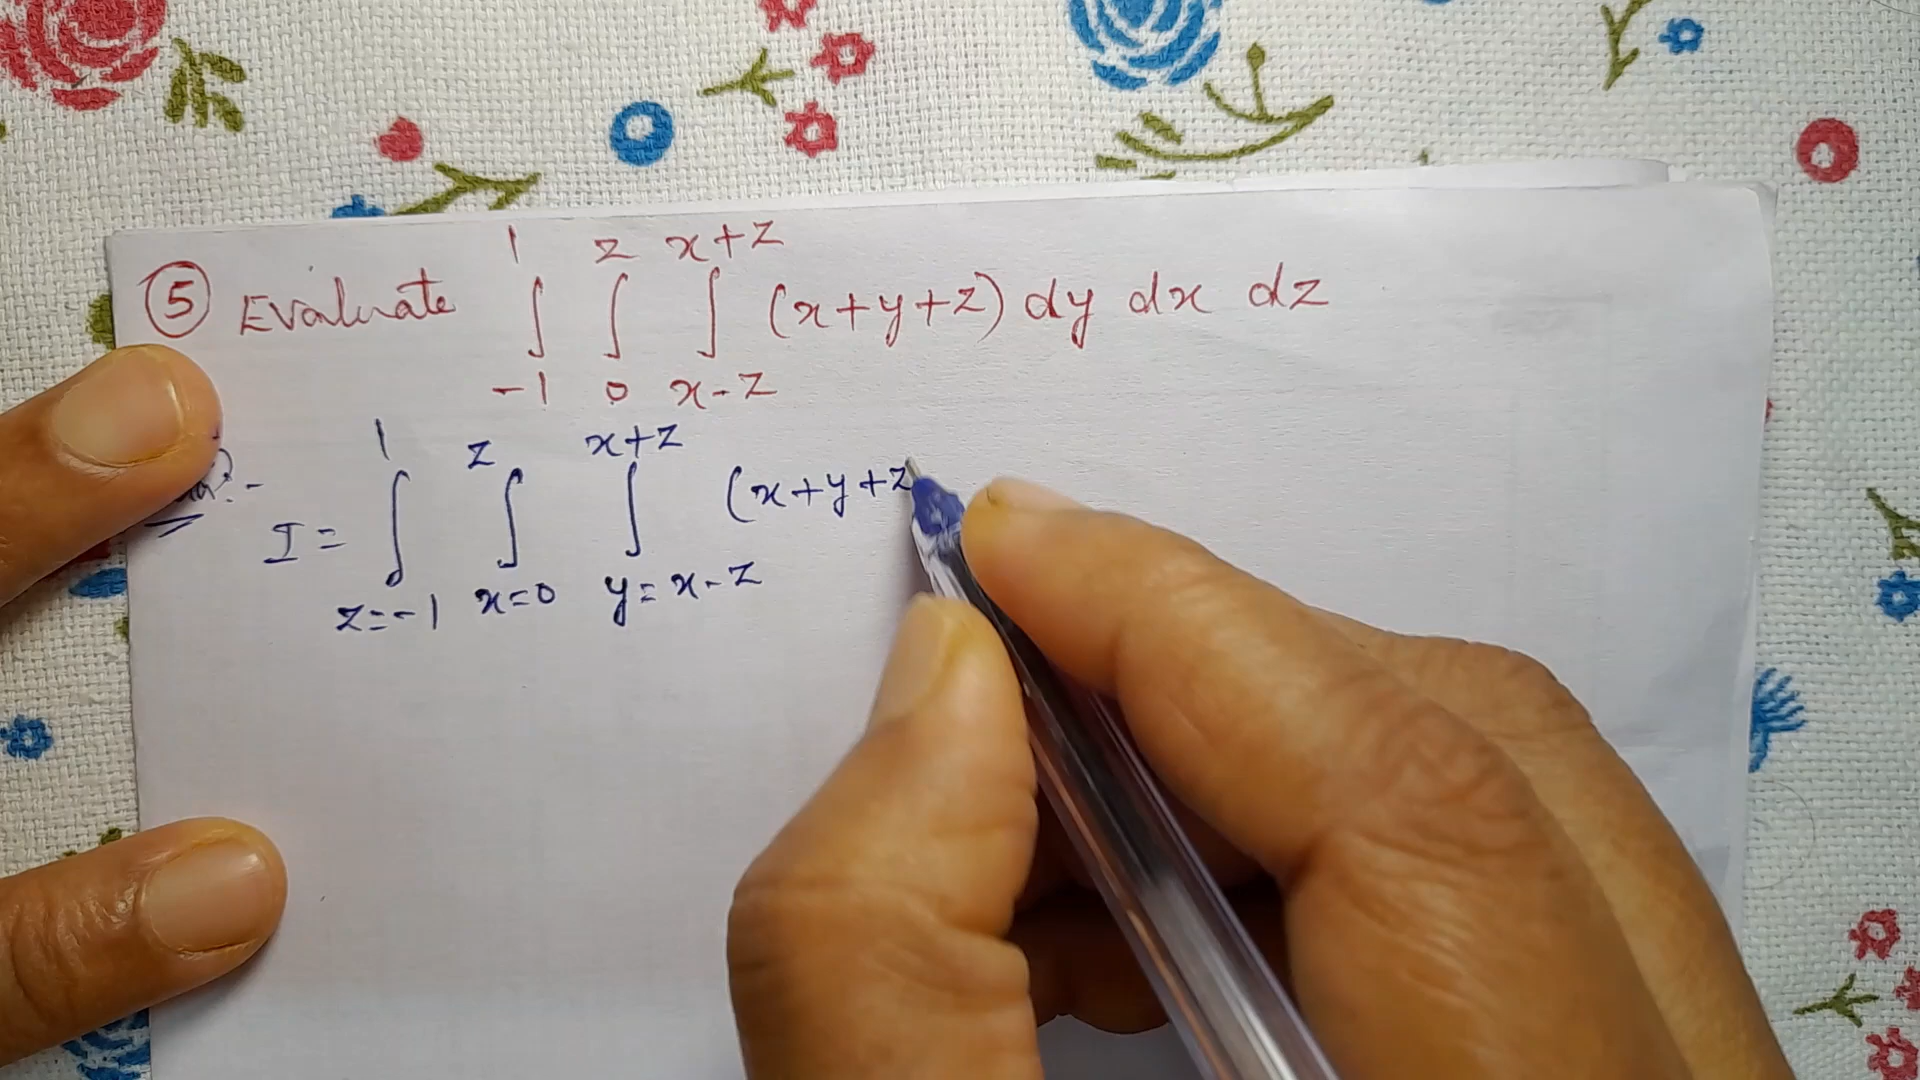 ⑤ Evaluate ∫_{-1}^{1} ∫_{0}^{z} ∫_{x-z}^{x+z} (x+y+z) dy dx dz
I = ∫_{z=-1}^{1} ∫_{x=0}^{z} ∫_{y=x-z}^{x+z} (x+y+z